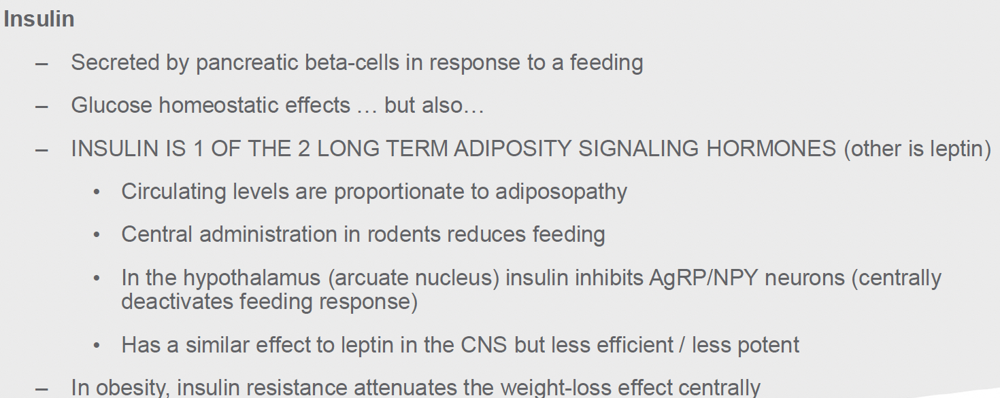 Insulin
– Secreted by pancreatic beta-cells in response to a feeding
– Glucose homeostatic effects … but also…
– INSULIN IS 1 OF THE 2 LONG TERM ADIPOSITY SIGNALING HORMONES (other is leptin)
• Circulating levels are proportionate to adiposopathy
• Central administration in rodents reduces feeding
• In the hypothalamus (arcuate nucleus) insulin inhibits AgRP/NPY neurons (centrally
deactivates feeding response)
• Has a similar effect to leptin in the CNS but less efficient / less potent
– In obesity, insulin resistance attenuates the weight-loss effect centrally